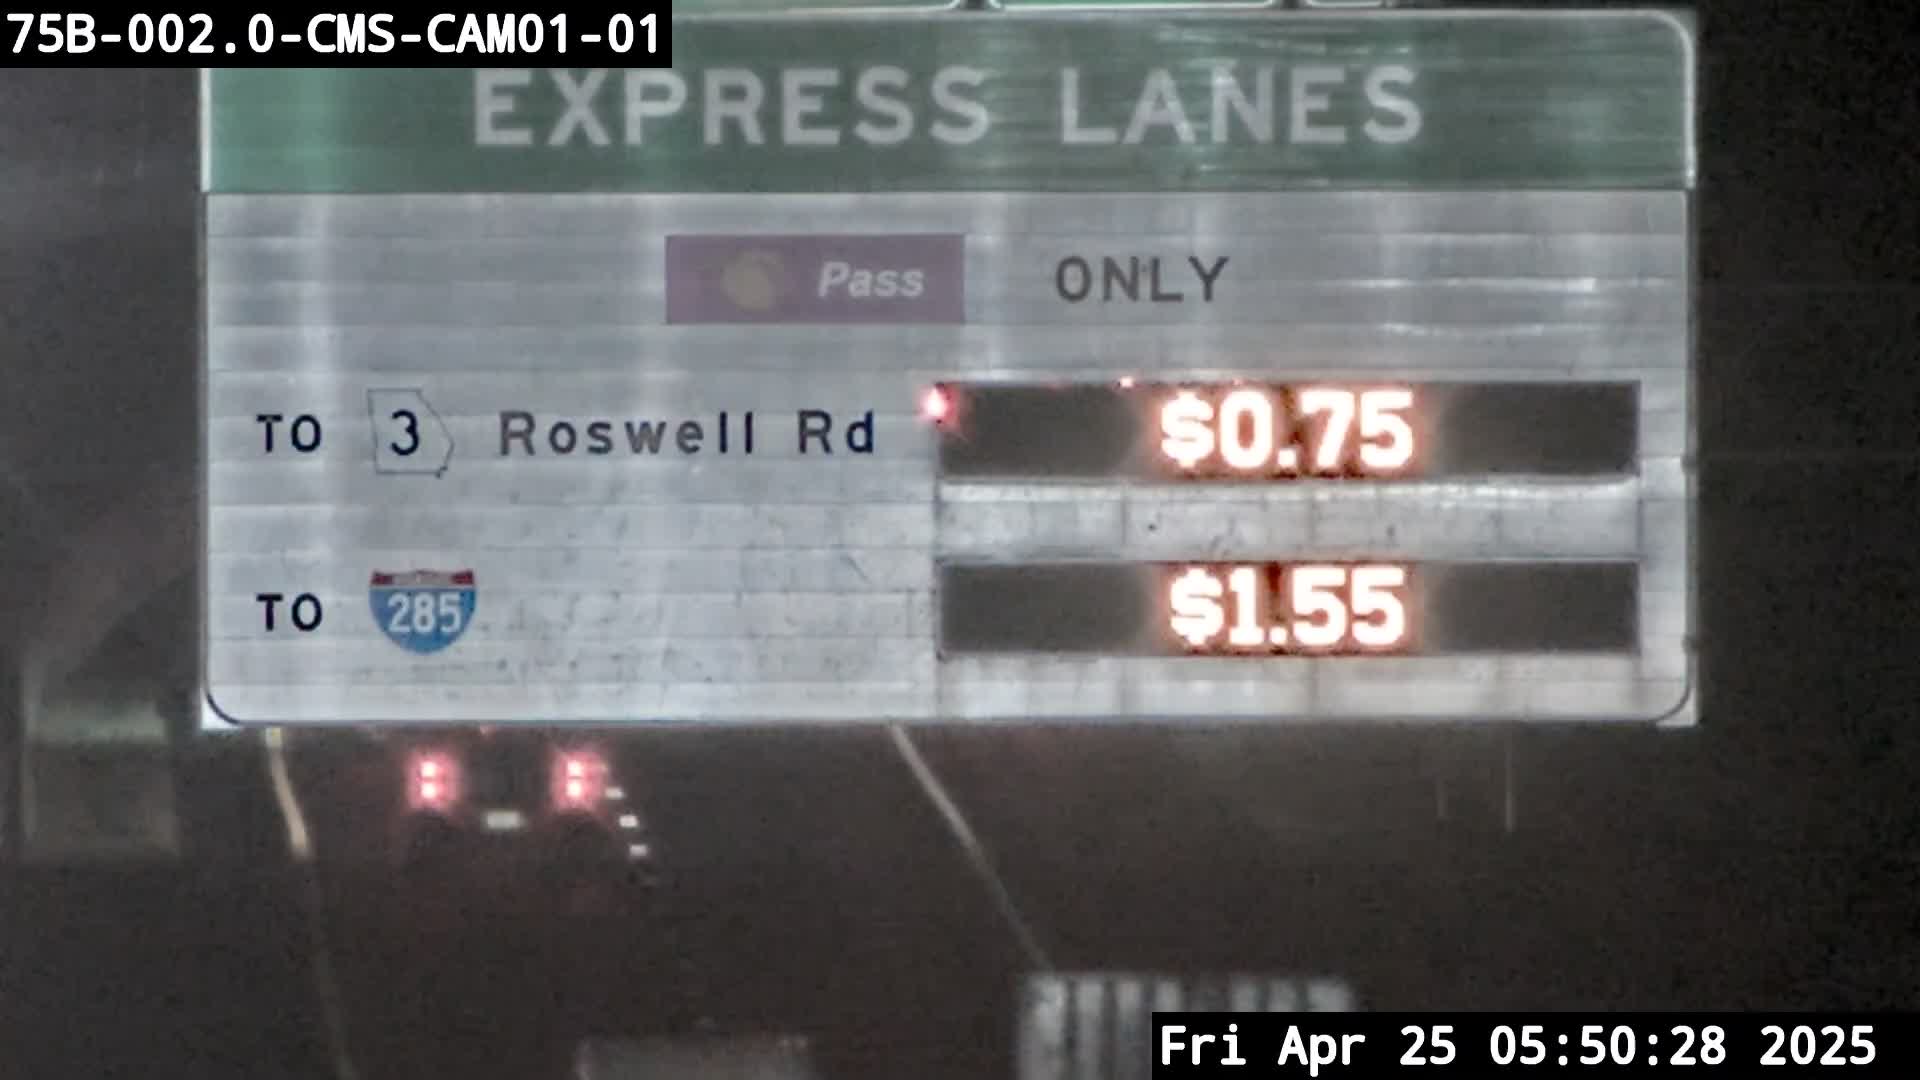 75B-002.0-CMS-CAM01-01
EXPRESS LANES
Pass ONLY
TO 3 Roswell Rd $0.75
TO 285 $1.55
Fri Apr 25 05:50:28 2025